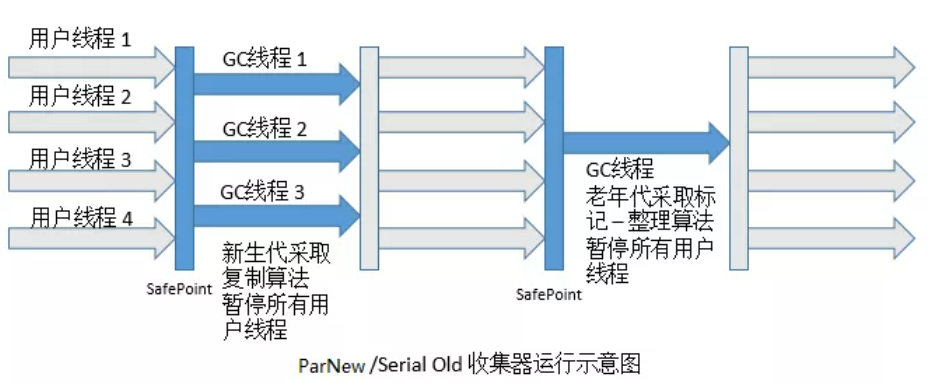 用户线程 1
用户线程 2
用户线程 3
用户线程 4
SafePoint
GC线程 1
GC线程 2
GC线程 3
新生代采取
复制算法
暂停所有用
户线程
SafePoint
GC线程
老年代采取标
记–整理算法
暂停所有用户
线程
ParNew /Serial Old 收集器运行示意图